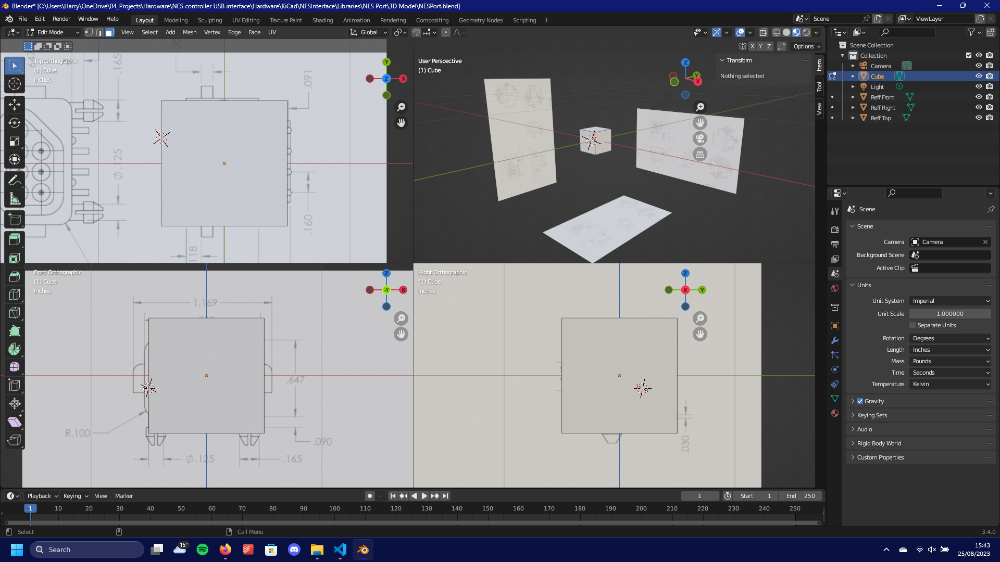 Blender* [C:\Users\Harry\OneDrive\04_Projects\Hardware\NES controller USB interface\Hardware\KiCad\NESInterface\Libraries\NES Port\3D Model\NESPort.blend]
File Edit Render Window Help
Layout Modeling Sculpting UV Editing Texture Paint Shading Animation Rendering Compositing Geometry Nodes Scripting +
Scene
ViewLayer
Edit Mode
View Select Add Mesh Vertex Edge Face UV
Global
X Y Z
Options
Top Orthographic
(1) Cube
Inches
.165
.091
Ø.125
.160
.118
Y
Z
X
User Perspective
(1) Cube
Z
Y
X
Transform
Nothing selected
Item
Tool
View
Front Orthographic
(1) Cube
Inches
1.169
.647
R.100
.090
Ø.125
.165
Z
-Y
X
Right Orthographic
(1) Cube
Inches
.030
Z
X
Y
Scene Collection
Collection
Camera
Cube
Light
Reff Front
Reff Right
Reff Top
Scene
Scene
Camera Camera
Background Scene
Active Clip
Units
Unit System Imperial
Unit Scale 1.000000
Separate Units
Rotation Degrees
Length Inches
Mass Pounds
Time Seconds
Temperature Kelvin
Gravity
Keying Sets
Audio
Rigid Body World
Custom Properties
Playback Keying View Marker
1
Start 1
End 250
1 10 20 30 40 50 60 70 80 90 100 110 120 130 140 150 160 170 180 190 200 210 220 230 240 250
Select
Call Menu
3.4.0
Search
15°
15:43
25/08/2023